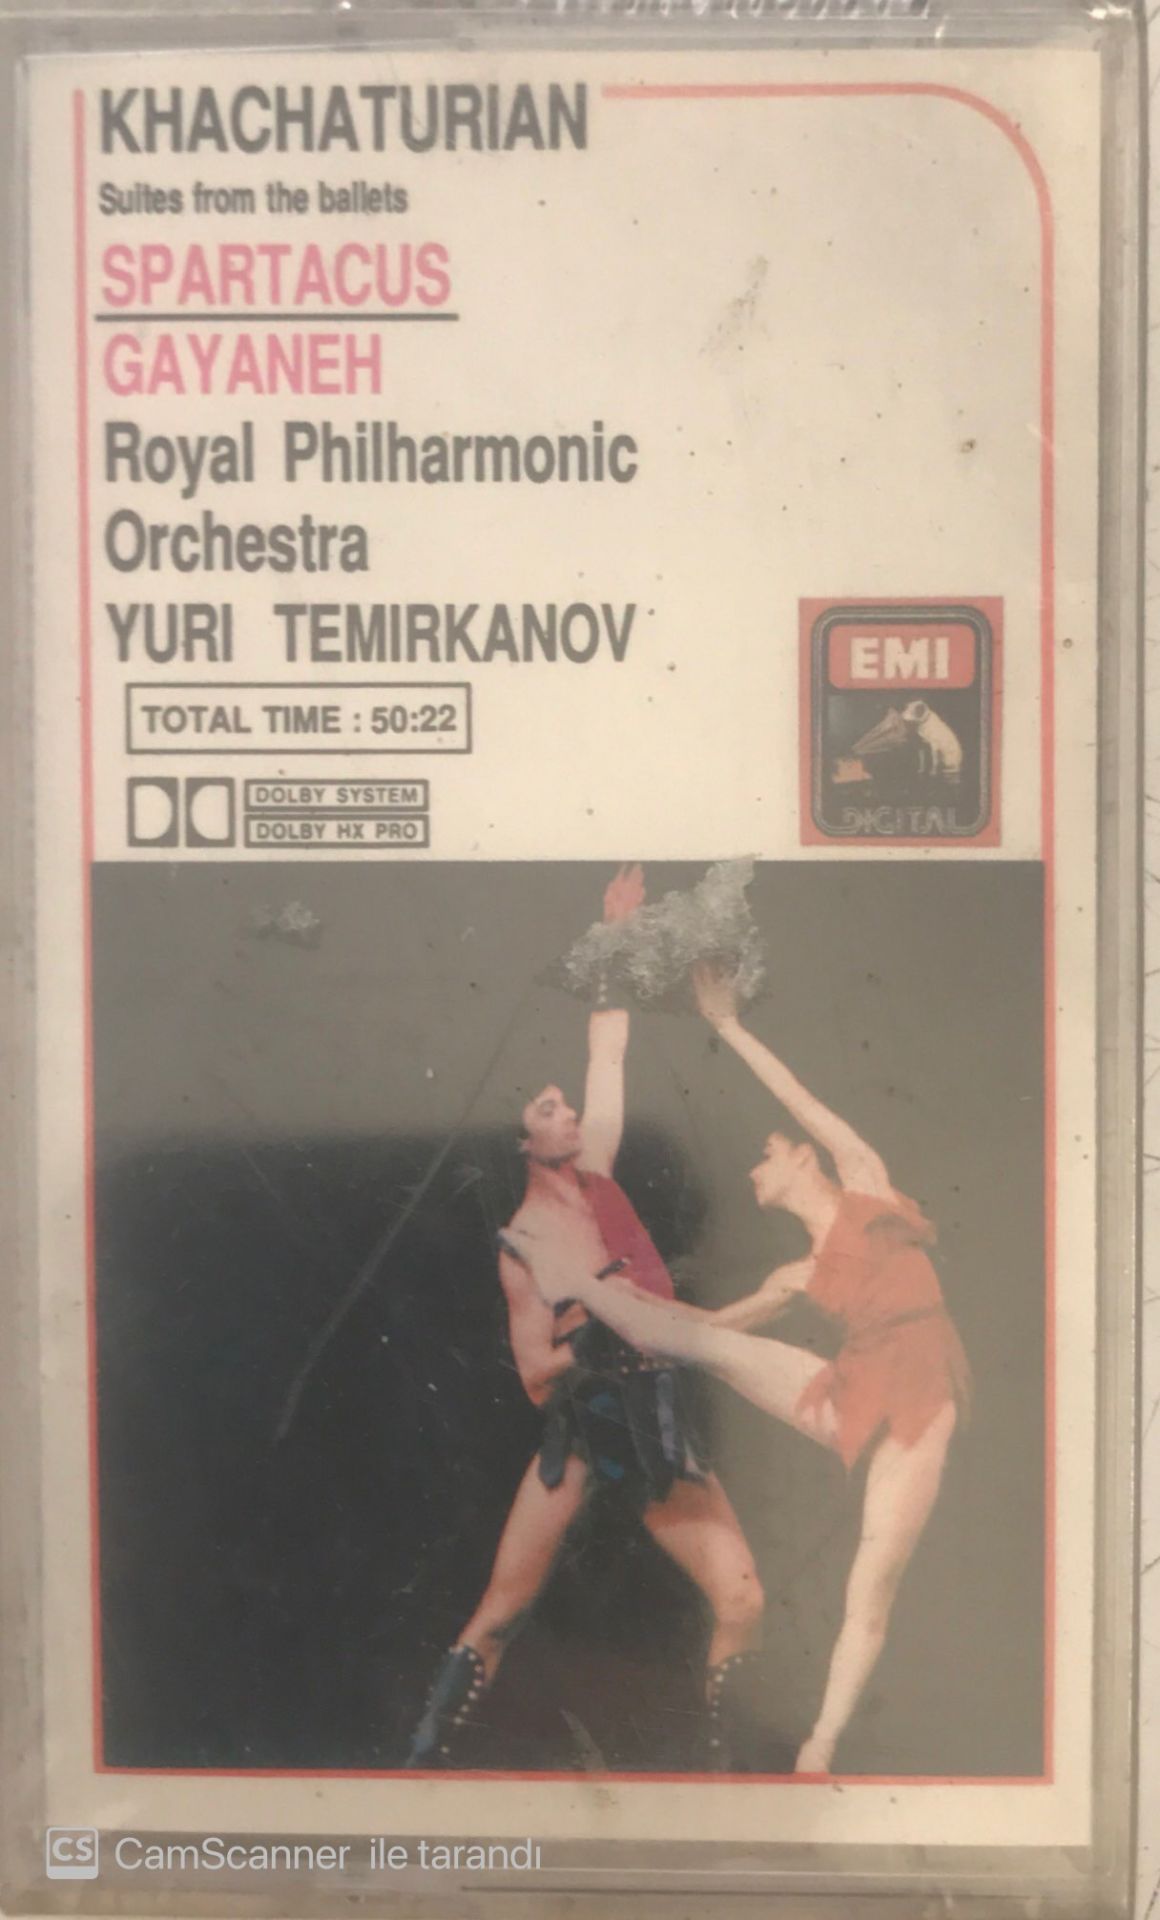 KHACHATURIAN
Suites from the ballets
SPARTACUS
GAYANEH
Royal Philharmonic
Orchestra
YURI TEMIRKANOV
TOTAL TIME : 50:22
DOLBY SYSTEM
DOLBY HX PRO
EMI
DIGITAL
CS CamScanner ile tarandı